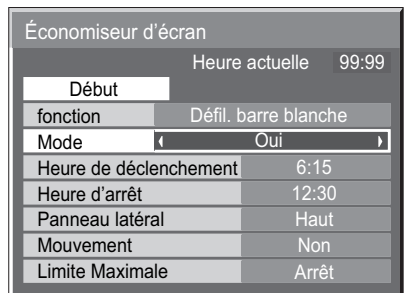 Économiseur d’écran
Heure actuelle 99:99
Début
fonction Défil. barre blanche
Mode Oui
Heure de déclenchement 6:15
Heure d’arrêt 12:30
Panneau latéral Haut
Mouvement Non
Limite Maximale Arrêt